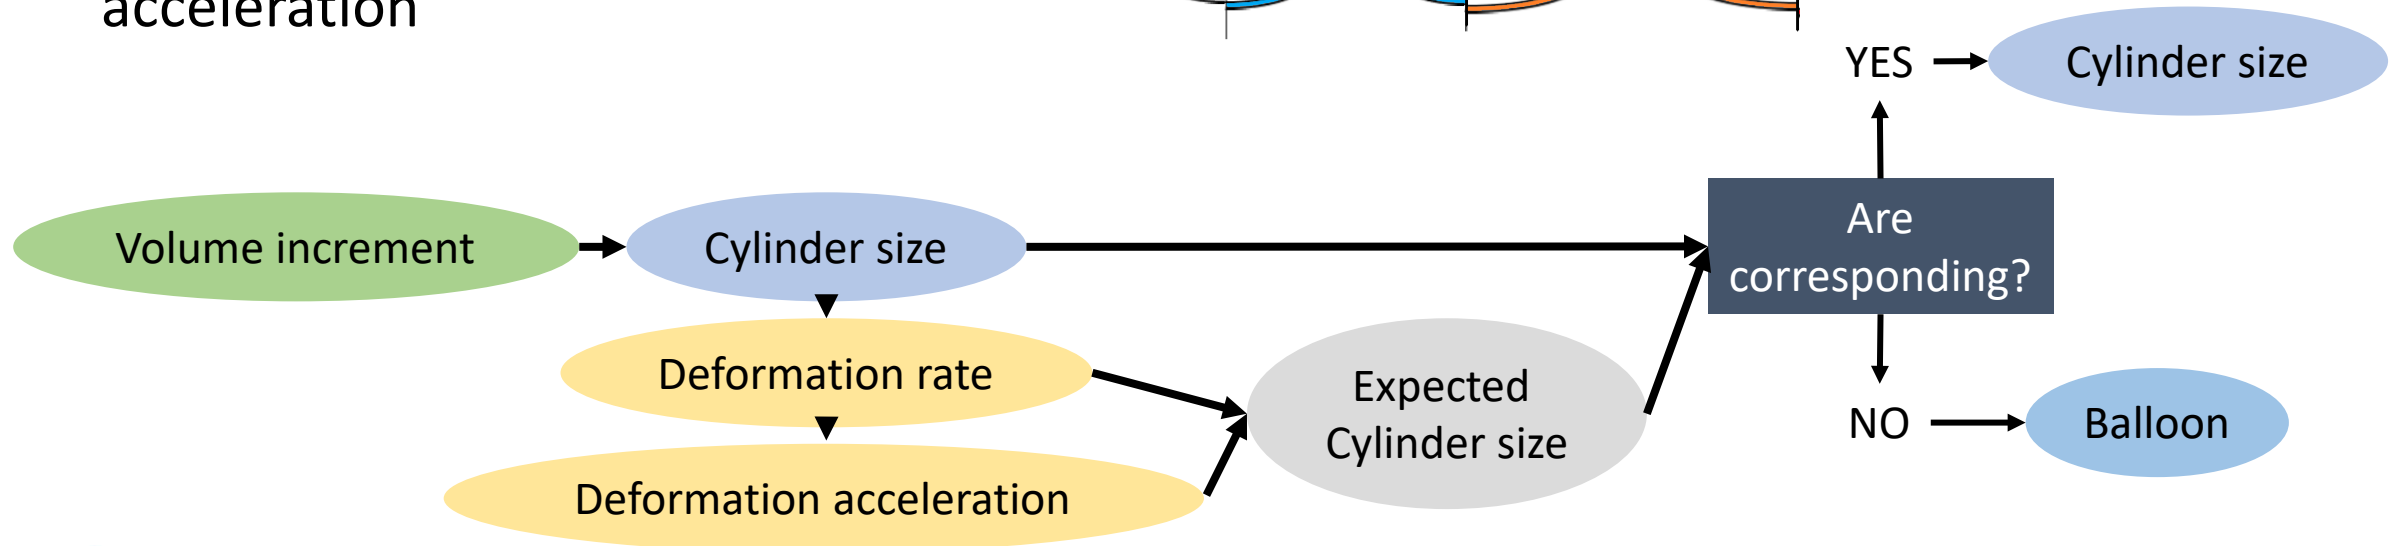 acceleration
YES
Cylinder size
Volume increment
Cylinder size
Are
corresponding?
Deformation rate
Expected
Cylinder size
NO
Balloon
Deformation acceleration